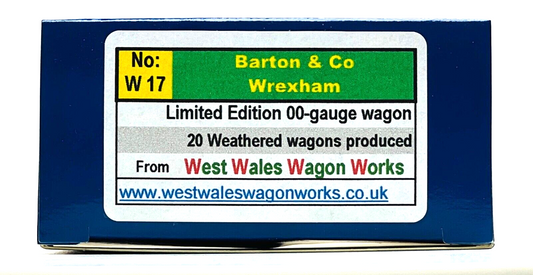 No:
W 17
Barton & Co
Wrexham
Limited Edition 00-gauge wagon
20 Weathered wagons produced
From West Wales Wagon Works
www.westwaleswagonworks.co.uk